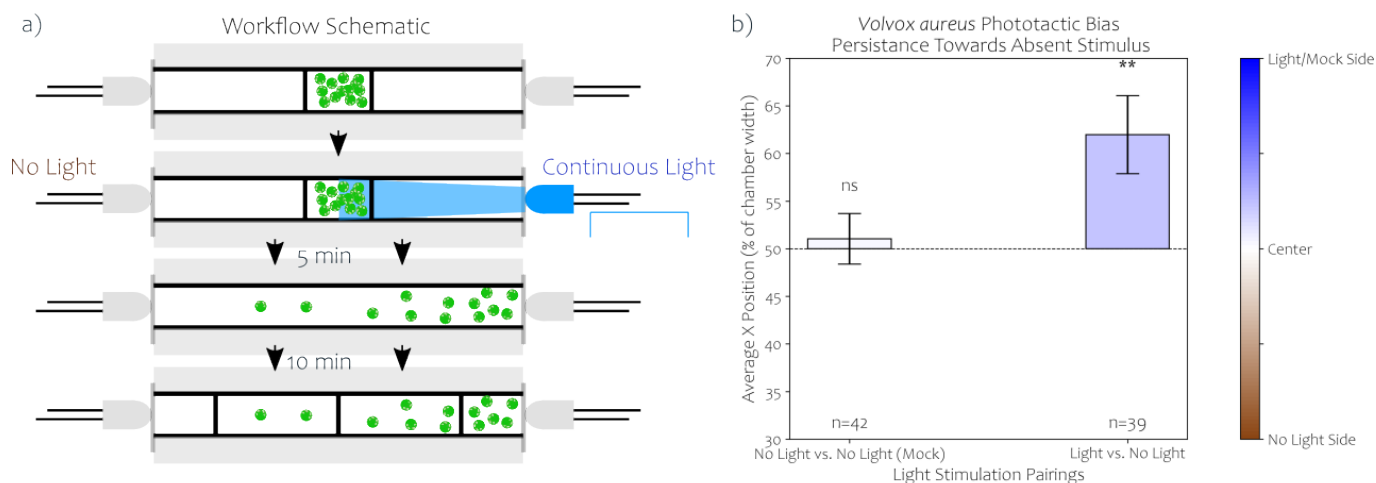 a)
Workflow Schematic
No Light
Continuous Light
5 min
10 min
b)
Volvox aureus Phototactic Bias
Persistance Towards Absent Stimulus
Average X Position (% of chamber width)
70
65
60
55
50
45
60
35
30
ns
**
n=42
n=39
No Light vs. No Light (Mock)
Light vs. No Light
Light Stimulation Pairings
Light/Mock Side
Center
No Light Side